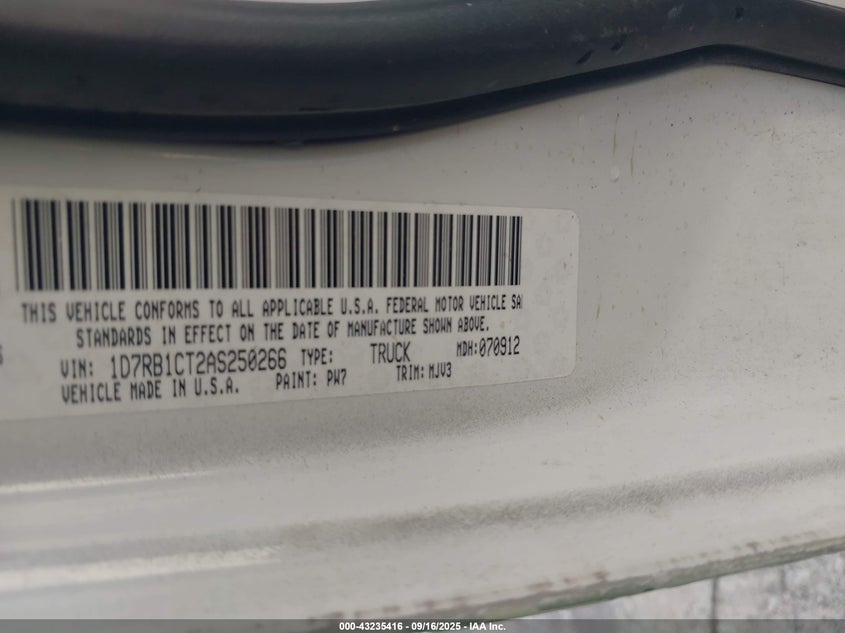 THIS VEHICLE CONFORMS TO ALL APPLICABLE U.S.A. FEDERAL MOTOR VEHICLE SA
STANDARDS IN EFFECT ON THE DATE OF MANUFACTURE SHOWN ABOVE.
VIN: 1D7RB1CT2AS250266 TYPE: TRUCK MDH:070912
VEHICLE MADE IN U.S.A. PAINT: PW7 TRIM: MJV3
000-43235416 - 09/16/2025 - IAA Inc.